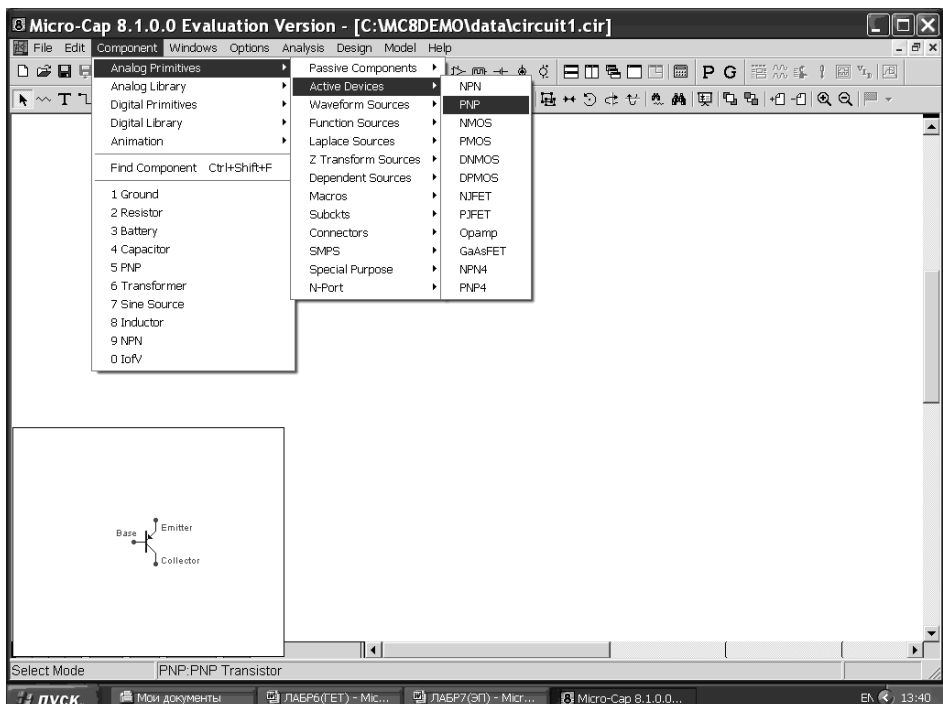 Micro-Cap 8.1.0.0 Evaluation Version - [C:\MC8DEMO\data\circuit1.cir]
File Edit Component Windows Options Analysis Design Model Help
Analog Primitives
Analog Library
Digital Primitives
Digital Library
Animation
Find Component Ctrl+Shift+F
1 Ground
2 Resistor
3 Battery
4 Capacitor
5 PNP
6 Transformer
7 Sine Source
8 Inductor
9 NPN
0 IofV
Passive Components
Active Devices
Waveform Sources
Function Sources
Laplace Sources
Z Transform Sources
Dependent Sources
Macros
Subckts
Connectors
SMPS
Special Purpose
N-Port
NPN
PNP
NMOS
PMOS
DNMOS
DPMOS
NJFET
PJFET
Opamp
GaAsFET
NPN4
PNP4
P G
T
Base
Emitter
Collector
Select Mode PNP:PNP Transistor
пуск Мои документы ЛАБР6(ТЕТ) - Mic... ЛАБР7(ЭП) - Micr... Micro-Cap 8.1.0.0... EN 13:40